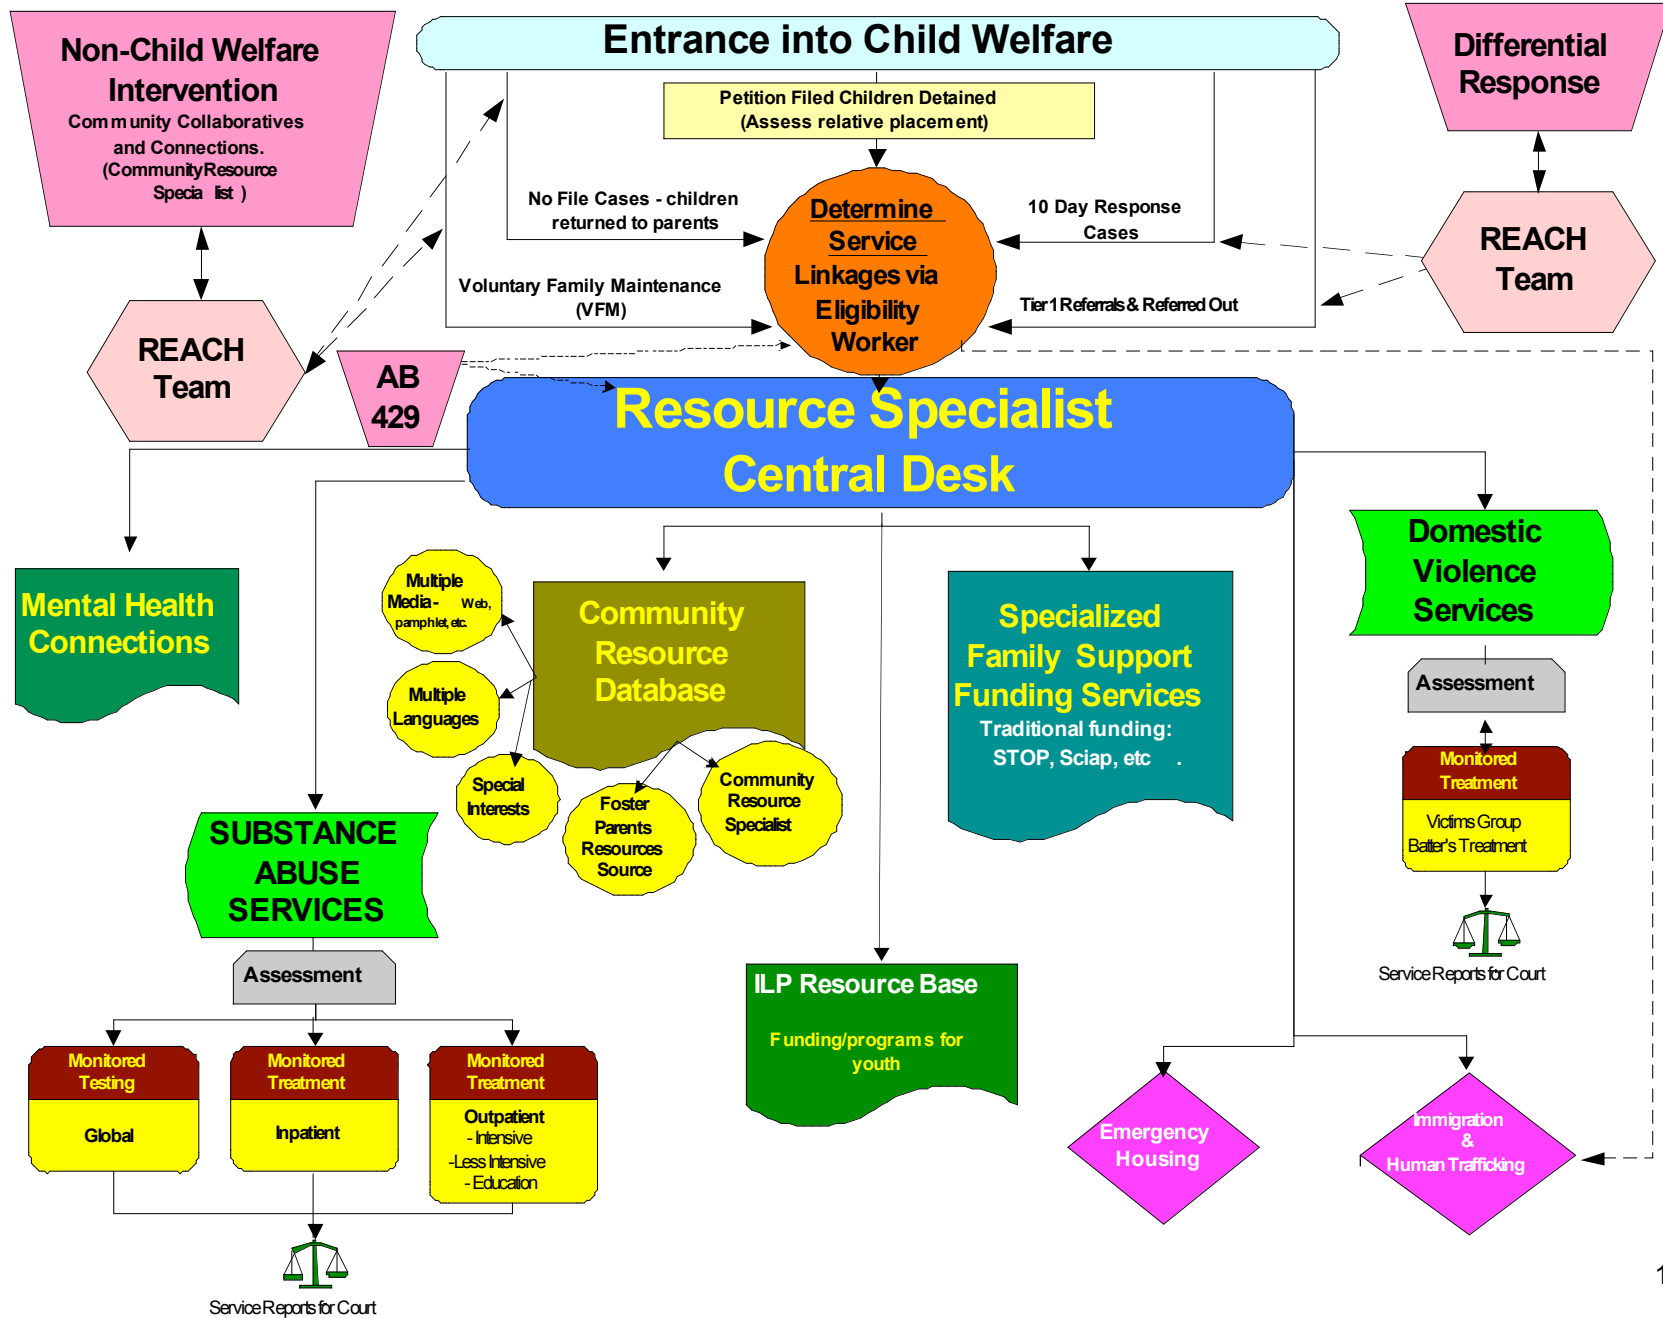 Entrance into Child Welfare
Non-Child Welfare
Intervention
Community Collaboratives
and Connections.
(Community Resource
Specia list )
Differential
Response
Petition Filed Children Detained
(Assess relative placement)
No File Cases - children
returned to parents
Determine
Service
Linkages via
Eligibility
Worker
10 Day Response
Cases
REACH
Team
Voluntary Family Maintenance
(VFM)
Tier 1 Referrals & Referred Out
REACH
Team
AB
429
Resource Specialist
Central Desk
Mental Health
Connections
Multiple
Media- Web,
pamphlet, etc.
Multiple
Languages
Special
Interests
Community
Resource
Database
Foster
Parents
Resources
Source
Community
Resource
Specialist
Specialized
Family Support
Funding Services
Traditional funding:
STOP, Sciap, etc .
Domestic
Violence
Services
Assessment
Monitored
Treatment
Victims Group
Batter's Treatment
Service Reports for Court
SUBSTANCE
ABUSE
SERVICES
Assessment
Monitored
Testing
Global
Monitored
Treatment
Inpatient
Monitored
Treatment
Outpatient
- Intensive
-Less Intensive
- Education
Service Reports for Court
ILP Resource Base
Funding/programs for
youth
Emergency
Housing
Immigration
&
Human Trafficking
1